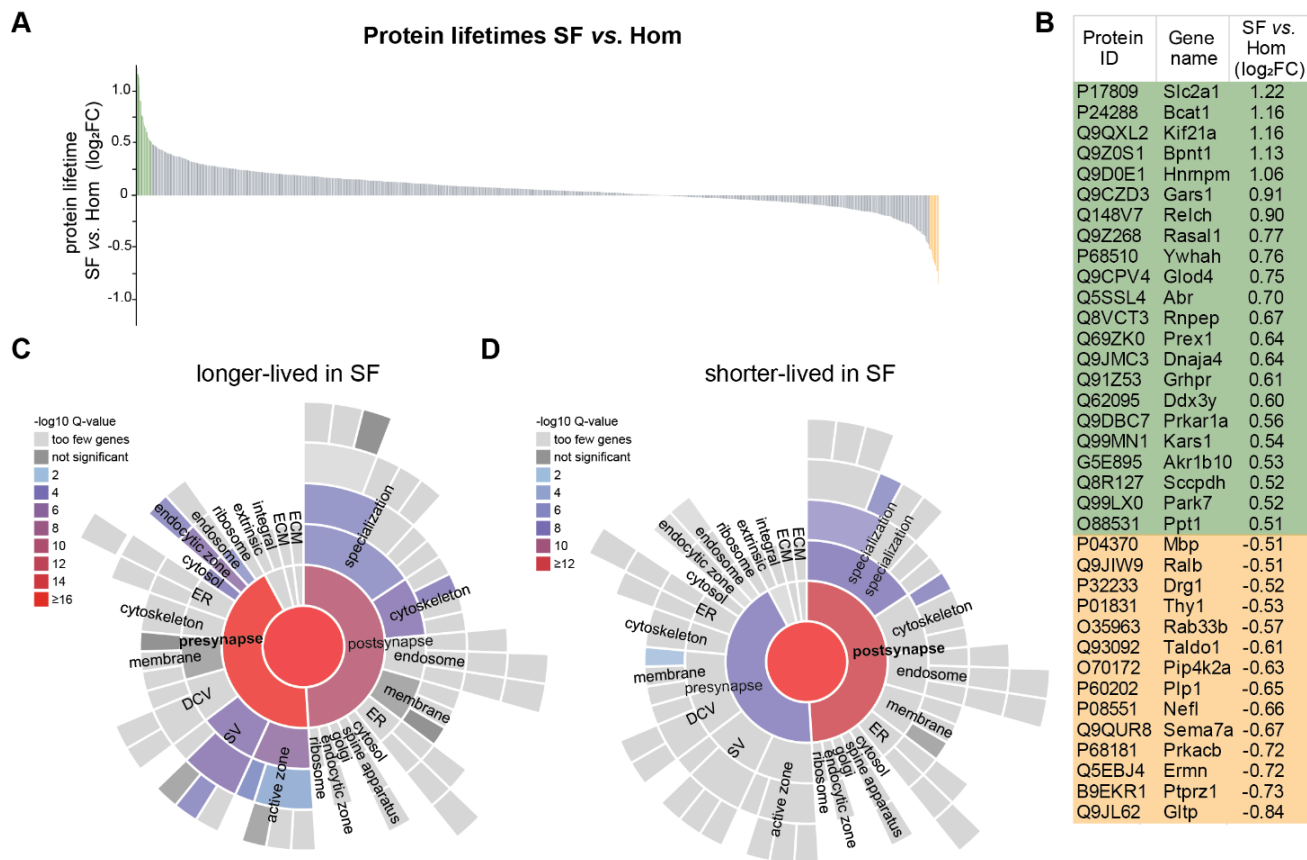 A
Protein lifetimes SF vs. Hom
protein lifetime
SF vs. Hom (log₂FC)
1.0
0.5
0
-0.5
-1.0
B
Protein ID Gene name SF vs. Hom (log₂FC)
P17809 Slc2a1 1.22
P24288 Bcat1 1.16
Q9QXL2 Kif21a 1.16
Q9Z0S1 Bpnt1 1.13
Q9D0E1 Hnrnpm 1.06
Q9CZD3 Gars1 0.91
Q148V7 Relch 0.90
Q9Z268 Rasal1 0.77
P68510 Ywhah 0.76
Q9CPV4 Glod4 0.75
Q5SSL4 Abr 0.70
Q8VCT3 Rnpep 0.67
Q69ZK0 Prex1 0.64
Q9JMC3 Dnaja4 0.64
Q91Z53 Grhpr 0.61
Q62095 Ddx3y 0.60
Q9DBC7 Prkar1a 0.56
Q99MN1 Kars1 0.54
G5E895 Akr1b10 0.53
Q8R127 Sccpdh 0.52
Q99LX0 Park7 0.52
O88531 Ppt1 0.51
P04370 Mbp -0.51
Q9JIW9 Ralb -0.51
P32233 Drg1 -0.52
P01831 Thy1 -0.53
O35963 Rab33b -0.57
Q93092 Taldo1 -0.61
O70172 Pip4k2a -0.63
P60202 Plp1 -0.65
P08551 Nefl -0.66
Q9QUR8 Sema7a -0.67
P68181 Prkacb -0.72
Q5EBJ4 Ermn -0.72
B9EKR1 Ptprz1 -0.73
Q9JL62 Gltp -0.84
C
longer-lived in SF
-log10 Q-value
too few genes
not significant
2
4
6
8
10
12
14
≥16
ECM
ECM
integral
extrinsic
ribosome
endosome
endocytic zone
cytosol
ER
cytoskeleton
presynapse
membrane
DCV
SV
active zone
specialization
cytoskeleton
postsynapse
endosome
membrane
ER
cytosol
spine apparatus
golgi
endocytic zone
ribosome
D
shorter-lived in SF
-log10 Q-value
too few genes
not significant
2
4
6
8
10
≥12
ECM
ECM
integral
extrinsic
ribosome
endosome
endocytic zone
cytosol
ER
cytoskeleton
membrane
presynapse
DCV
SV
active zone
specialization
specialization
cytoskeleton
postsynapse
endosome
membrane
ER
cytosol
spine apparatus
golgi
endocytic zone
ribosome